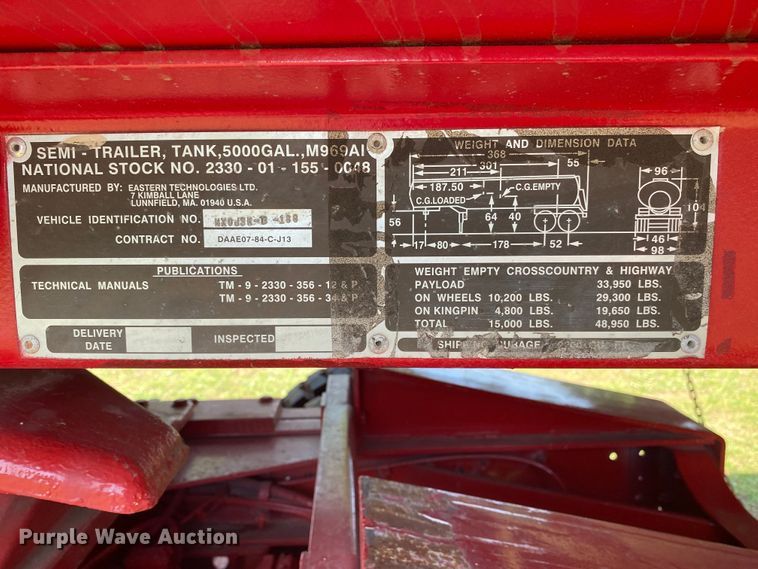 SEMI - TRAILER, TANK,5000GAL.,M969AI
NATIONAL STOCK NO. 2330 - 01 - 155 - 0048
MANUFACTURED BY: EASTERN TECHNOLOGIES LTD.
7 KIMBALL LANE
LUNNFIELD, MA. 01940 U.S.A.
VEHICLE IDENTIFICATION NO.
CONTRACT NO. DAAE07-84-C-J13
PUBLICATIONS
TECHNICAL MANUALS TM - 9 - 2330 - 356 - 12 & P
TM - 9 - 2330 - 356 - 34 & P
DELIVERY
DATE
INSPECTED
WEIGHT AND DIMENSION DATA
368
301 55
211
187.50
C.G.EMPTY
C.G.LOADED
56 64 40
17 80 178 52
96
104
46
98
WEIGHT EMPTY CROSSCOUNTRY & HIGHWAY
PAYLOAD 33,950 LBS.
ON WHEELS 10,200 LBS. 29,300 LBS.
ON KINGPIN 4,800 LBS. 19,650 LBS.
TOTAL 15,000 LBS. 48,950 LBS.
SHIPPING CUBAGE
Purple Wave Auction